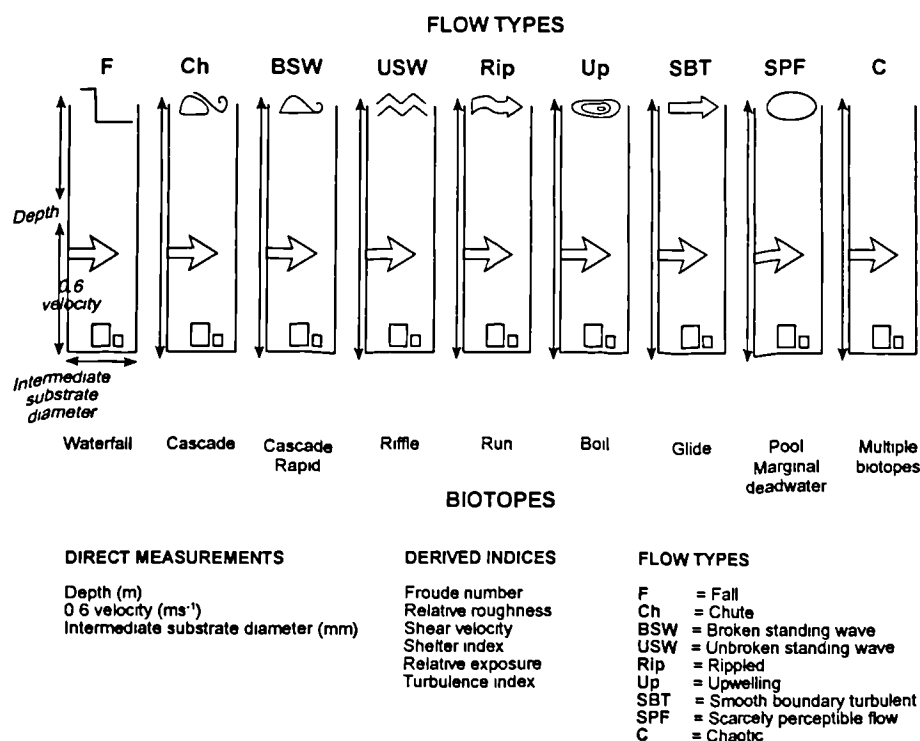 FLOW TYPES
F Ch BSW USW Rip Up SBT SPF C
Depth
0.6
velocity
Intermediate
substrate
diameter
Waterfall Cascade Cascade Riffle Run Boil Glide Pool Multiple
Rapid Marginal biotopes
deadwater
BIOTOPES
DIRECT MEASUREMENTS
Depth (m)
0 6 velocity (ms⁻¹)
Intermediate substrate diameter (mm)
DERIVED INDICES
Froude number
Relative roughness
Shear velocity
Shelter index
Relative exposure
Turbulence index
FLOW TYPES
F = Fall
Ch = Chute
BSW = Broken standing wave
USW = Unbroken standing wave
Rip = Rippled
Up = Upwelling
SBT = Smooth boundary turbulent
SPF = Scarcely perceptible flow
C = Chaotic